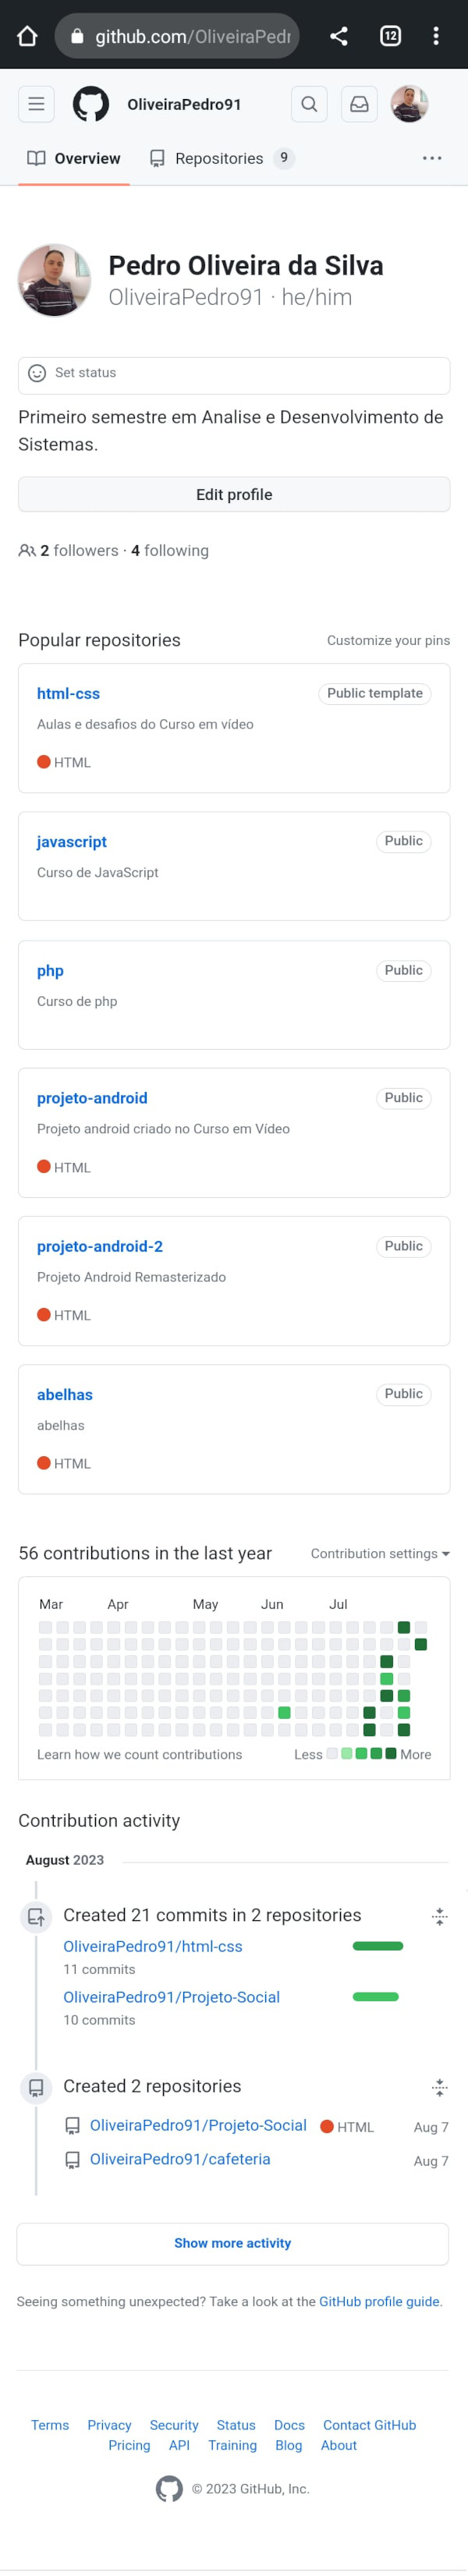 github.com/OliveiraPedr
12
OliveiraPedro91
Overview Repositories 9
Pedro Oliveira da Silva
OliveiraPedro91 · he/him
Set status
Primeiro semestre em Analise e Desenvolvimento de
Sistemas.
Edit profile
2 followers · 4 following
Popular repositories Customize your pins
html-css Public template
Aulas e desafios do Curso em vídeo
HTML
javascript Public
Curso de JavaScript
php Public
Curso de php
projeto-android Public
Projeto android criado no Curso em Vídeo
HTML
projeto-android-2 Public
Projeto Android Remasterizado
HTML
abelhas Public
abelhas
HTML
56 contributions in the last year Contribution settings
Mar Apr May Jun Jul
Learn how we count contributions Less More
Contribution activity
August 2023
Created 21 commits in 2 repositories
OliveiraPedro91/html-css
11 commits
OliveiraPedro91/Projeto-Social
10 commits
Created 2 repositories
OliveiraPedro91/Projeto-Social HTML Aug 7
OliveiraPedro91/cafeteria Aug 7
Show more activity
Seeing something unexpected? Take a look at the GitHub profile guide.
Terms Privacy Security Status Docs Contact GitHub
Pricing API Training Blog About
© 2023 GitHub, Inc.